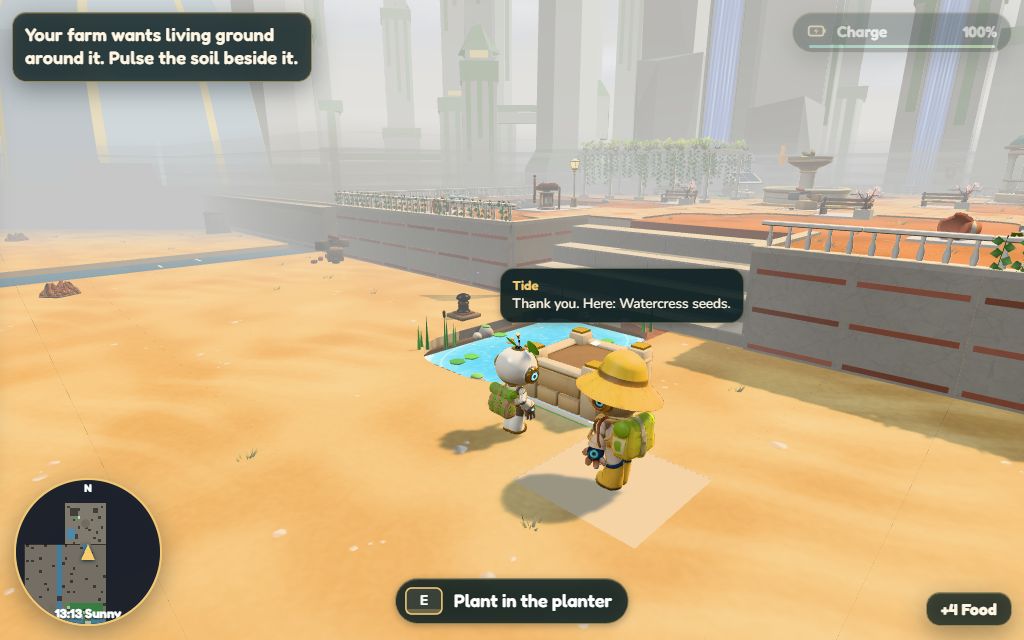 Your farm wants living ground
around it. Pulse the soil beside it.
Charge 100%
Tide
Thank you. Here: Watercress seeds.
N
13:13 Sunny
E Plant in the planter
+4 Food